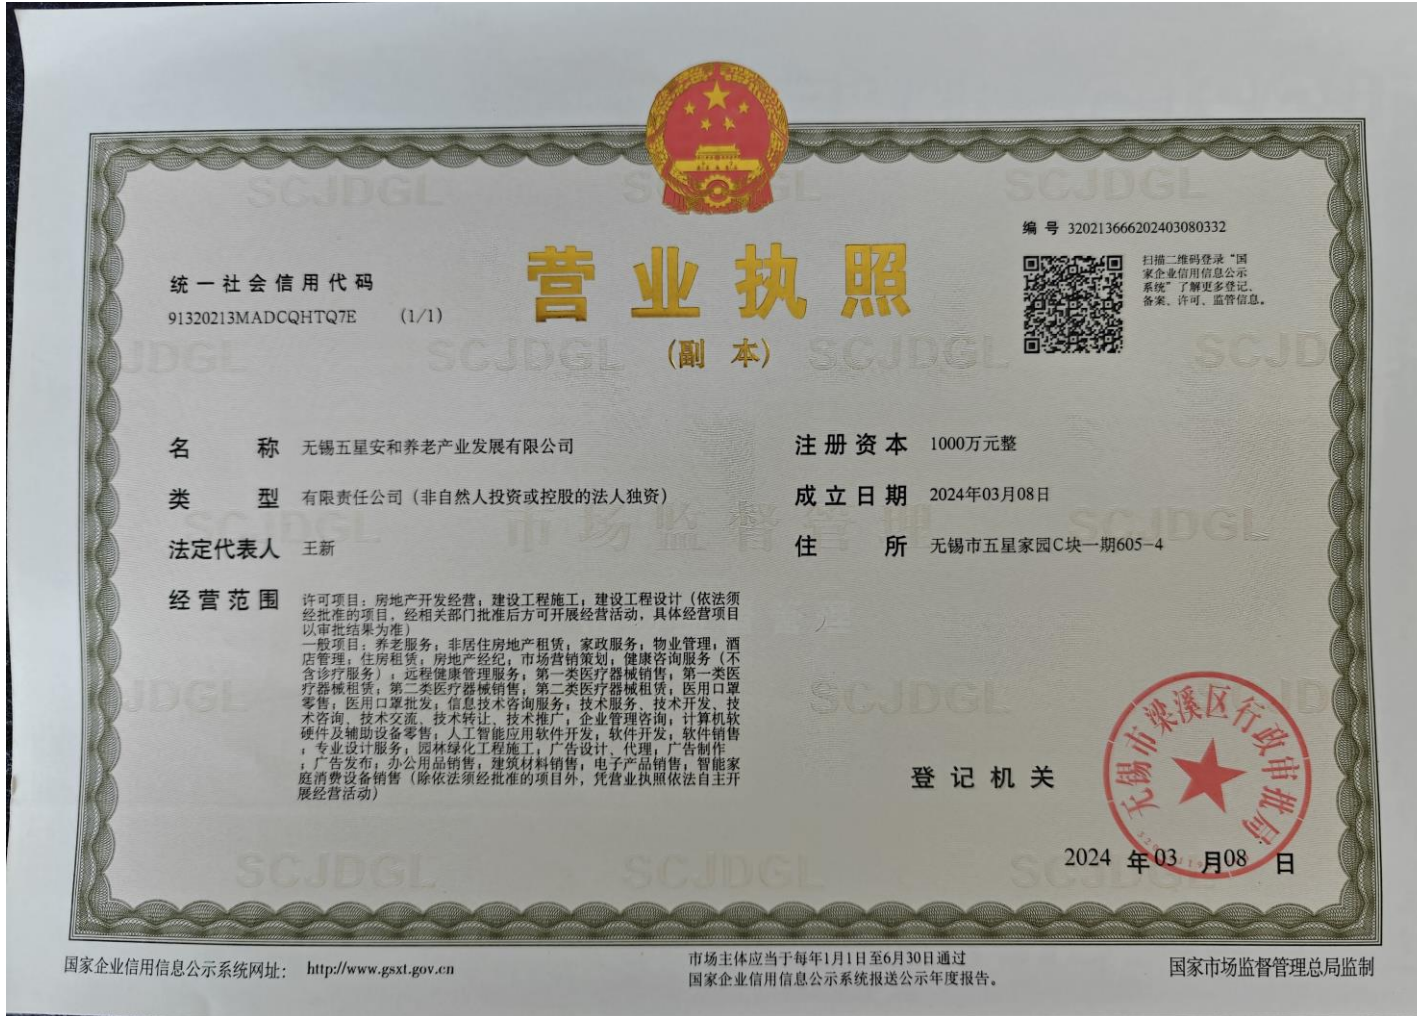 编号 320213666202403080332
扫描二维码登录“国
家企业信用信息公示
系统”了解更多登记、
备案、许可、监管信息。
统一社会信用代码
91320213MADCQHTQ7E (1/1)
营业执照
(副本)
名称 无锡五星安和养老产业发展有限公司
类型 有限责任公司（非自然人投资或控股的法人独资）
法定代表人 王新
经营范围 许可项目：房地产开发经营；建设工程施工；建设工程设计（依法须
经批准的项目，经相关部门批准后方可开展经营活动，具体经营项目
以审批结果为准）
一般项目：养老服务；非居住房地产租赁；家政服务；物业管理；酒
店管理；住房租赁；房地产经纪；市场营销策划；健康咨询服务（不
含诊疗服务）；远程健康管理服务；第一类医疗器械销售；第一类医
疗器械租赁；第二类医疗器械销售；第二类医疗器械租赁；医用口罩
零售；医用口罩批发；信息技术咨询服务；技术服务、技术开发、技
术咨询、技术交流、技术转让、技术推广；企业管理咨询；计算机软
硬件及辅助设备零售；人工智能应用软件开发；软件开发；软件销售
；专业设计服务；园林绿化工程施工；广告设计、代理；广告制作
；广告发布；办公用品销售；建筑材料销售；电子产品销售；智能家
庭消费设备销售（除依法须经批准的项目外，凭营业执照依法自主开
展经营活动）
注册资本 1000万元整
成立日期 2024年03月08日
住所 无锡市五星家园C块一期605-4
登记机关
无锡市梁溪区行政审批局
2024 年 03 月 08 日
国家企业信用信息公示系统网址： http://www.gsxt.gov.cn
市场主体应当于每年1月1日至6月30日通过
国家企业信用信息公示系统报送公示年度报告。
国家市场监督管理总局监制
SCJDGL
市场监督管理